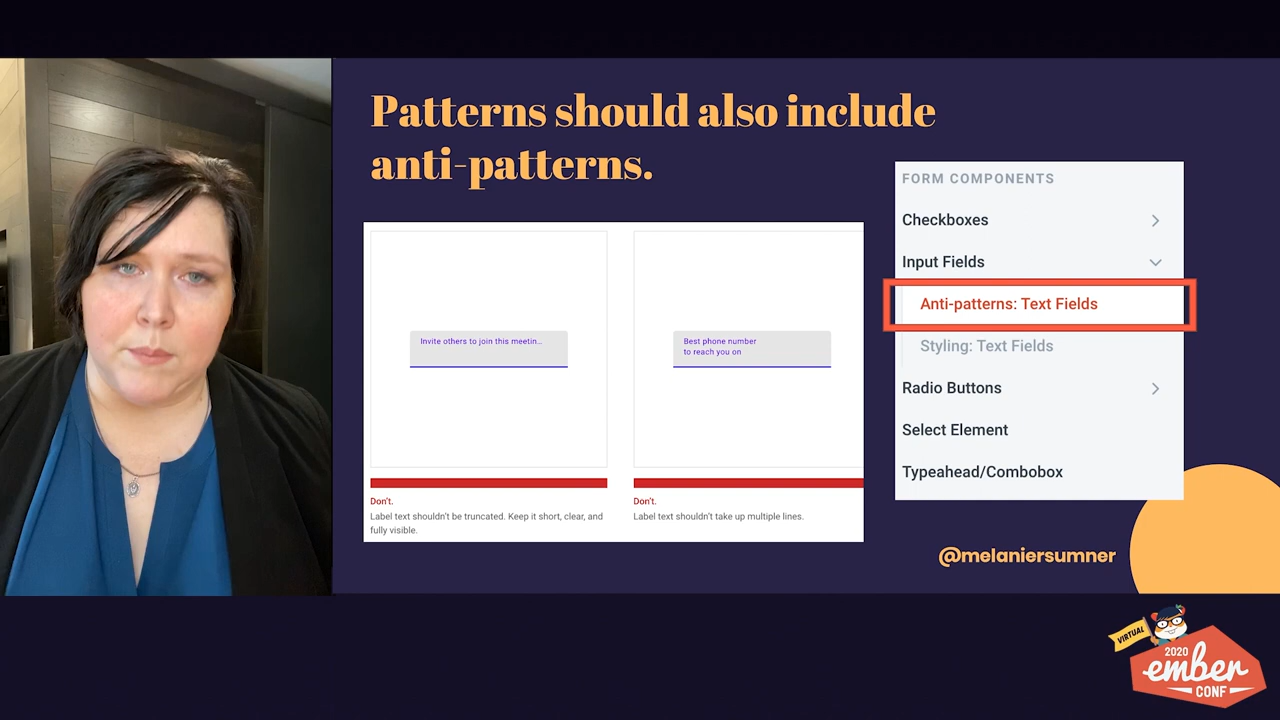 Patterns should also include
anti-patterns.
Invite others to join this meetin...
Best phone number
to reach you on
Don't.
Label text shouldn't be truncated. Keep it short, clear, and
fully visible.
Don't.
Label text shouldn't take up multiple lines.
FORM COMPONENTS
Checkboxes
Input Fields
Anti-patterns: Text Fields
Styling: Text Fields
Radio Buttons
Select Element
Typeahead/Combobox
@melaniersumner
VIRTUAL
2020
ember
CONF